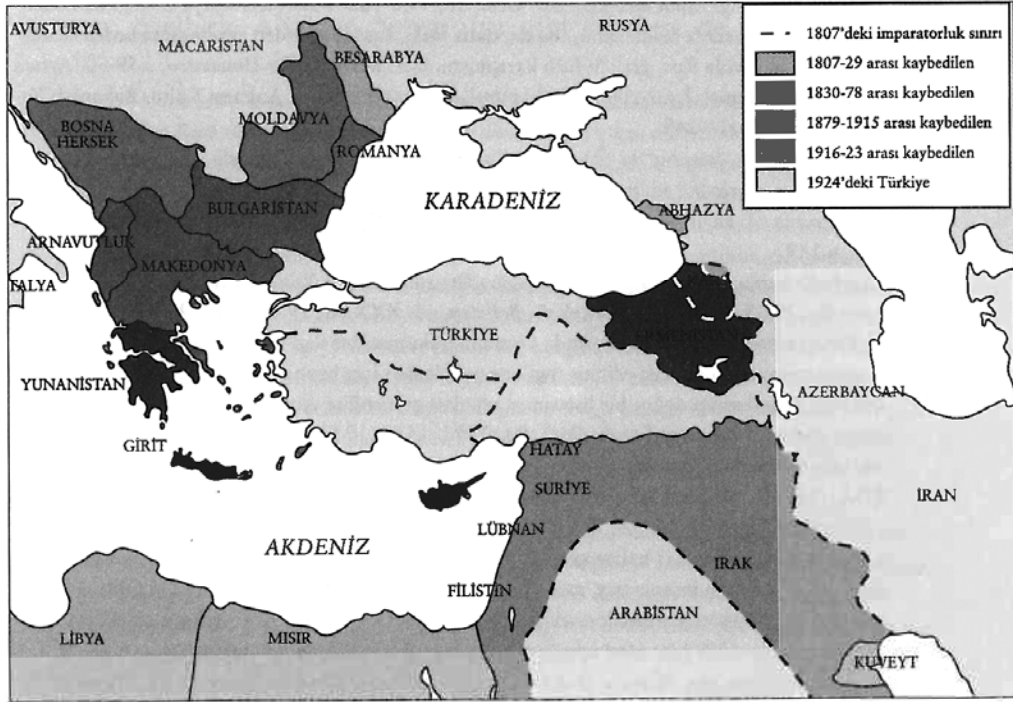 AVUSTURYA
MACARİSTAN
RUSYA
BESARABYA
BOSNA
HERSEK
MOLDAVYA
ROMANYA
BULGARİSTAN
KARADENİZ
ABHAZYA
ARNAVUTLUK
MAKEDONYA
TALYA
TÜRKİYE
YUNANİSTAN
AZERBAYCAN
GİRİT
HATAY
SURİYE
İRAN
LÜBNAN
AKDENİZ
IRAK
FİLİSTİN
ARABİSTAN
LİBYA
MISIR
KUVEYT
1807'deki imparatorluk sınırı
1807-29 arası kaybedilen
1830-78 arası kaybedilen
1879-1915 arası kaybedilen
1916-23 arası kaybedilen
1924'deki Türkiye